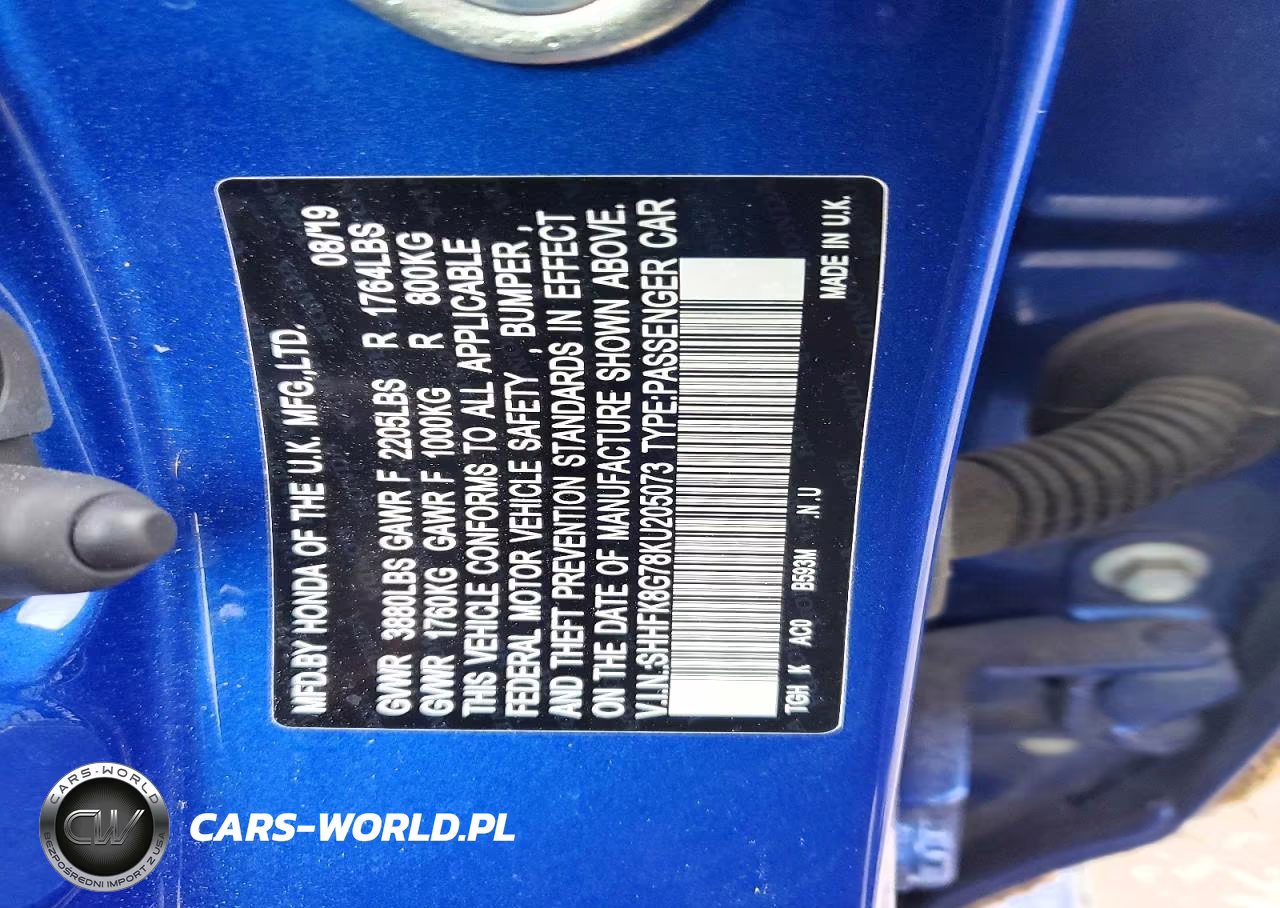 MFD.BY HONDA OF THE U.K. MFG.,LTD. 08/'19
GVWR 3880LBS GAWR F 2205LBS R 1764LBS
GVWR 1760KG GAWR F 1000KG R 800KG
THIS VEHICLE CONFORMS TO ALL APPLICABLE
FEDERAL MOTOR VEHICLE SAFETY , BUMPER ,
AND THEFT PREVENTION STANDARDS IN EFFECT
ON THE DATE OF MANUFACTURE SHOWN ABOVE.
V.I.N.:SHHFK8G78KU205073 TYPE:PASSENGER CAR
TGH K AC0 B593M .N .U MADE IN U.K.
CARS-WORLD
CW
BEZPOŚREDNI IMPORT Z USA
CARS-WORLD.PL